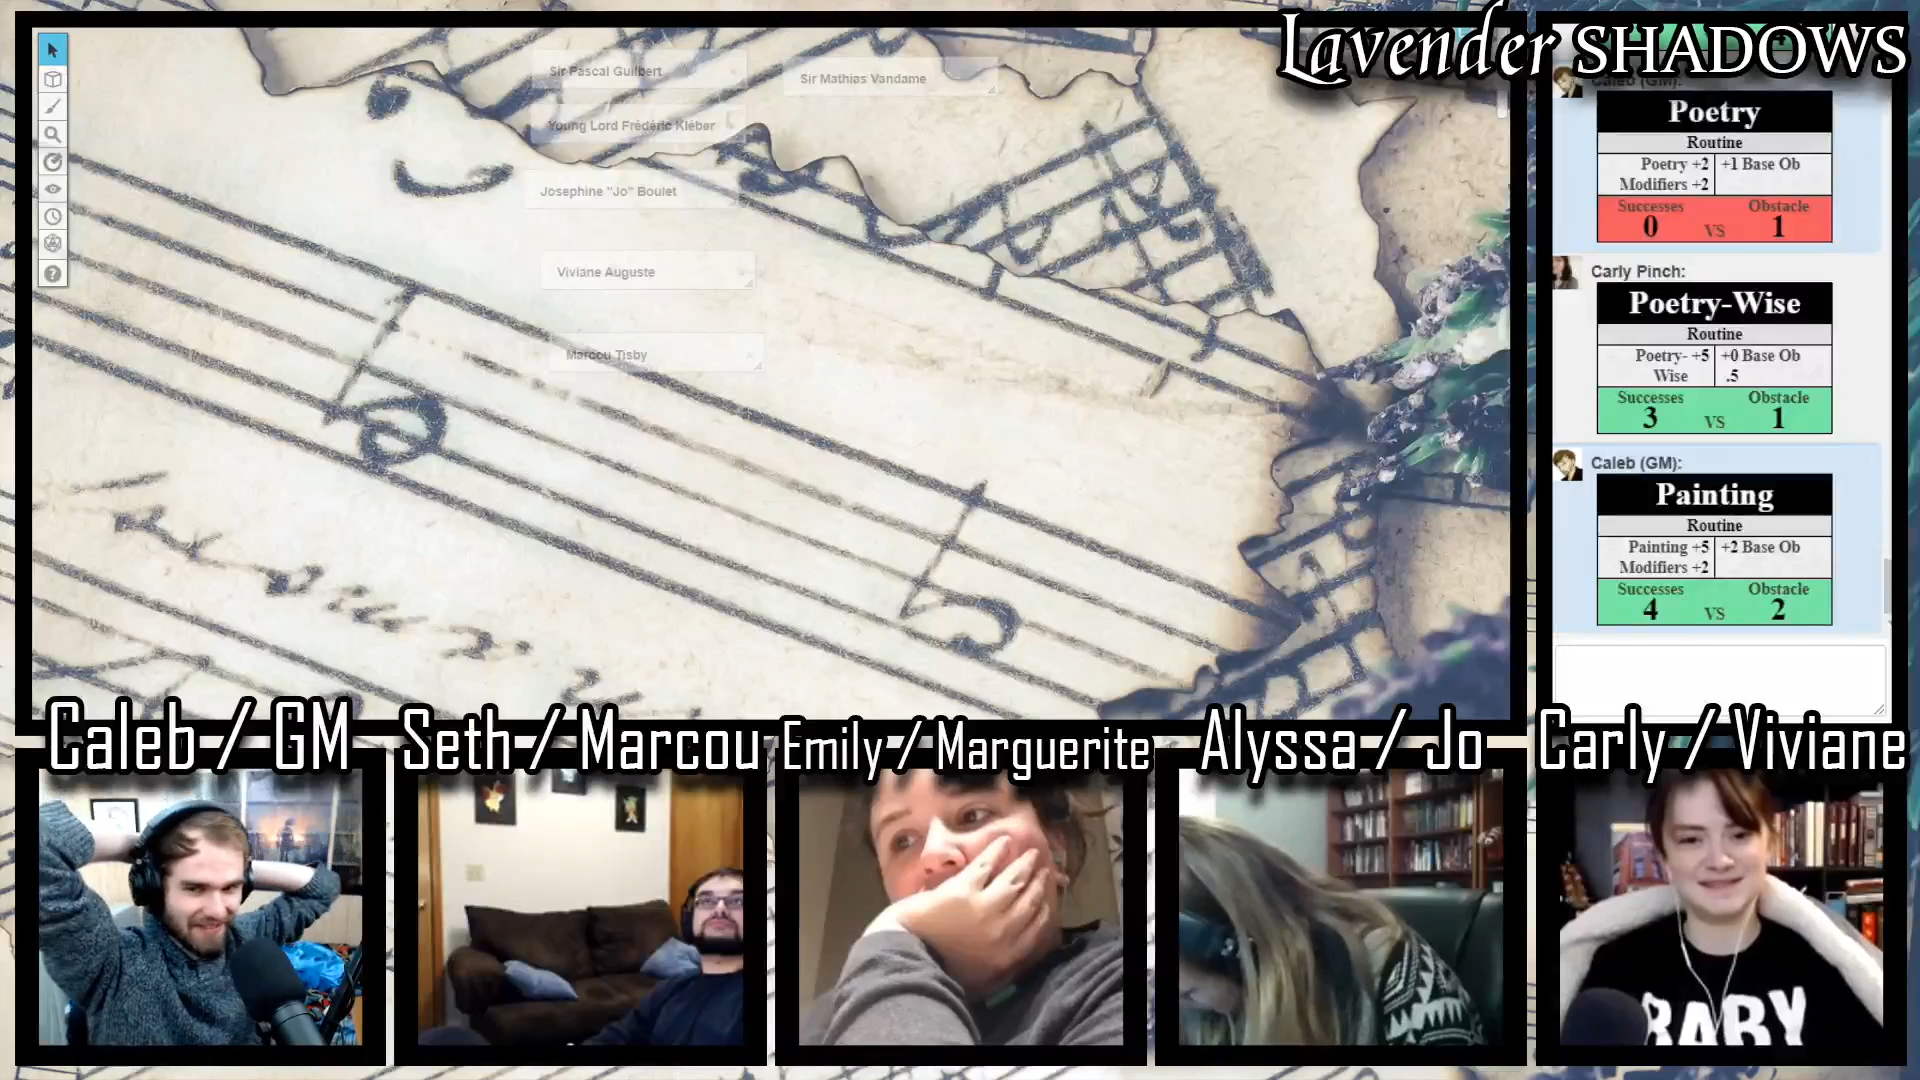 Lavender SHADOWS
Sir Pascal Guilbert
Sir Mathias Vandame
Young Lord Frédéric Kléber
Josephine "Jo" Boulet
Viviane Auguste
Marcou Tisby
Caleb (GM):
Poetry
Routine
Poetry +2 +1 Base Ob
Modifiers +2
Successes Obstacle
0 VS 1
Carly Pinch:
Poetry-Wise
Routine
Poetry- +5 +0 Base Ob
Wise .5
Successes Obstacle
3 VS 1
Caleb (GM):
Painting
Routine
Painting +5 +2 Base Ob
Modifiers +2
Successes Obstacle
4 VS 2
Caleb / GM
Seth / Marcou
Emily / Marguerite
Alyssa / Jo
Carly / Viviane
BABY